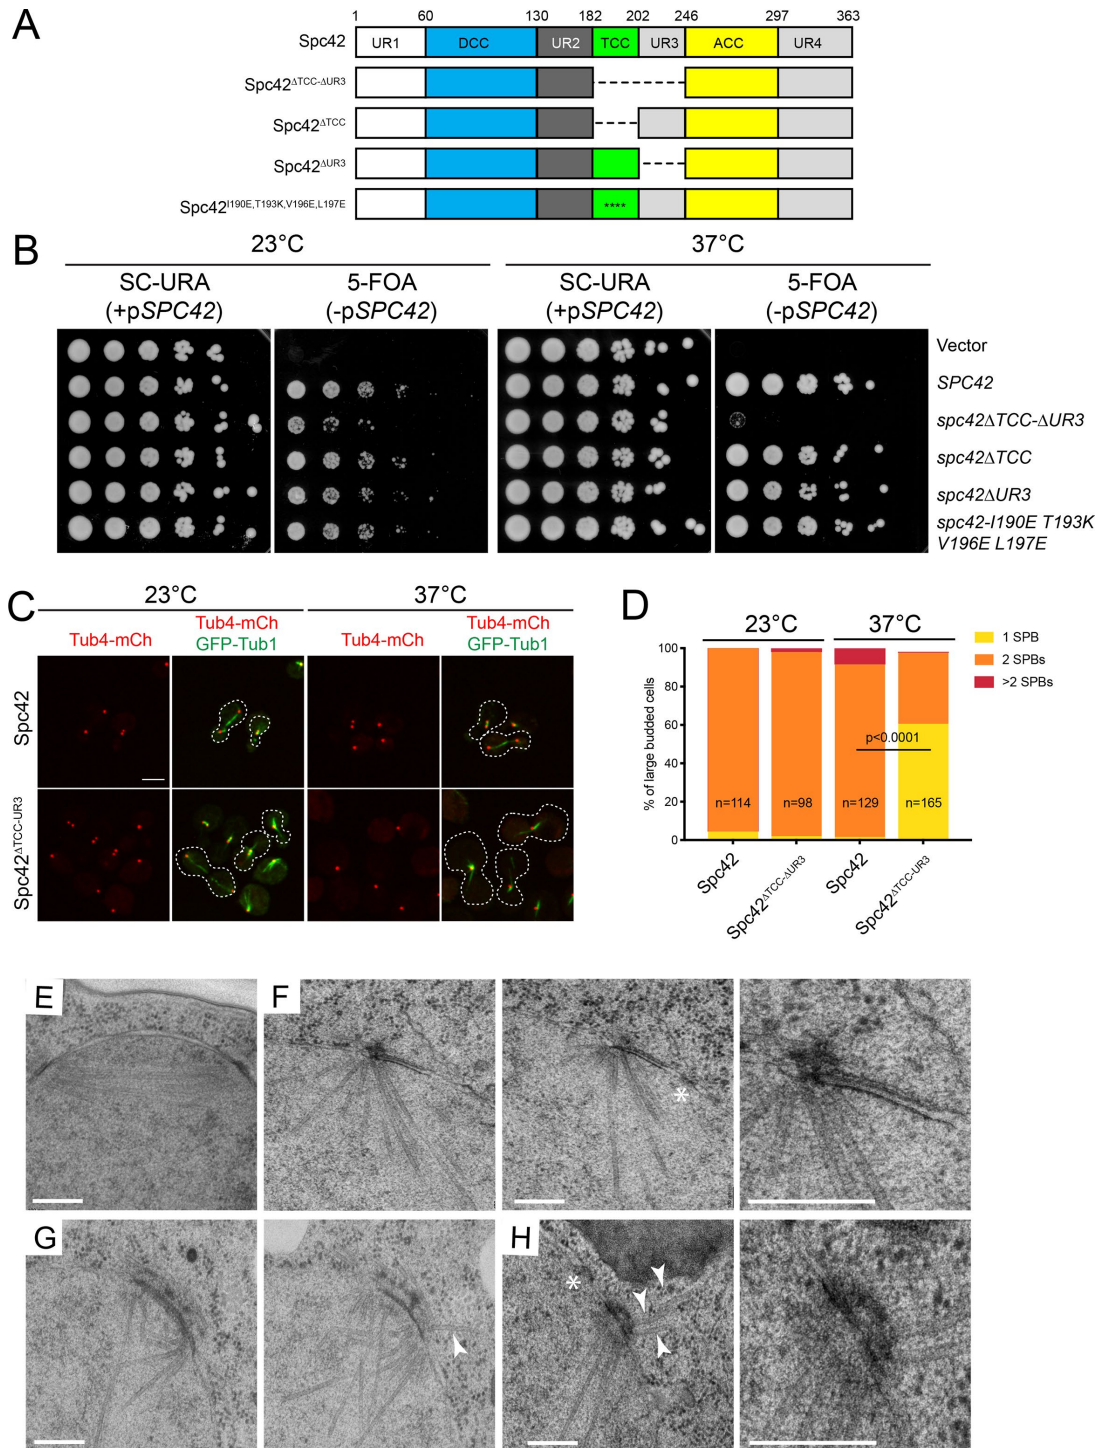 A
1 60 130 182 202 246 297 363
Spc42 UR1 DCC UR2 TCC UR3 ACC UR4
Spc42ΔTCC-ΔUR3
Spc42ΔTCC
Spc42ΔUR3
Spc42I190E,T193K,V196E,L197E ****
B
23°C 37°C
SC-URA 5-FOA SC-URA 5-FOA
(+pSPC42) (-pSPC42) (+pSPC42) (-pSPC42)
Vector
SPC42
spc42ΔTCC-ΔUR3
spc42ΔTCC
spc42ΔUR3
spc42-I190E T193K
V196E L197E
C
23°C 37°C
Tub4-mCh Tub4-mCh Tub4-mCh Tub4-mCh
GFP-Tub1 GFP-Tub1
Spc42
Spc42ΔTCC-UR3
D
23°C 37°C
1 SPB
2 SPBs
>2 SPBs
% of large budded cells
100
80
60
40
20
0
p<0.0001
n=114 n=98 n=129 n=165
Spc42 Spc42ΔTCC-ΔUR3 Spc42 Spc42ΔTCC-UR3
E F
*
G H
*